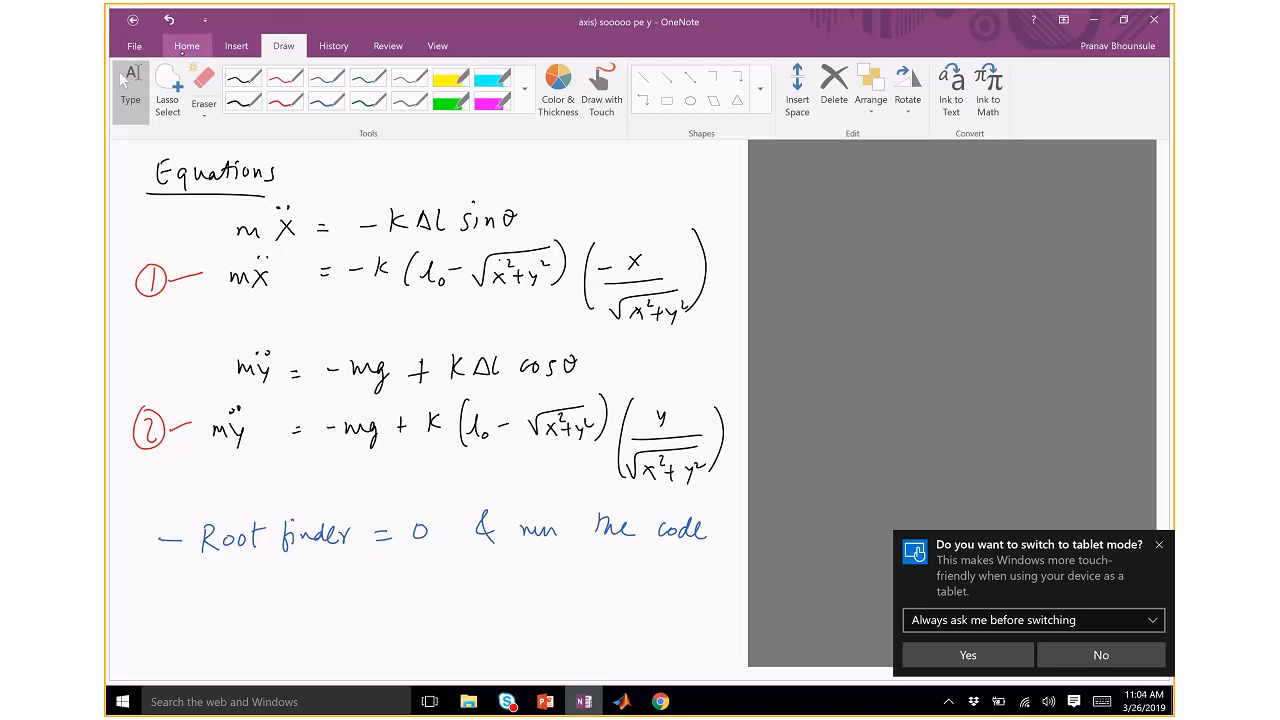 axis) sooooo pe y - OneNote
?
File Home Insert Draw History Review View
Pranav Bhounsule
Type
Lasso Select
Eraser
Color & Thickness
Draw with Touch
Insert Space
Delete
Arrange
Rotate
Ink to Text
Ink to Math
Tools
Shapes
Edit
Convert
Equations
m Ẍ = - K Δl sinθ
① - mẌ = - K (l₀ - √(x²+y²)) (- x / √(x²+y²))
mÿ = - mg + K Δl cosθ
② - mÿ = - mg + K (l₀ - √(x²+y²)) (y / √(x²+y²))
- Root finder = 0 & run the code
Do you want to switch to tablet mode?
This makes Windows more touch-
friendly when using your device as a
tablet.
Always ask me before switching
Yes No
Search the web and Windows
11:04 AM
3/26/2019